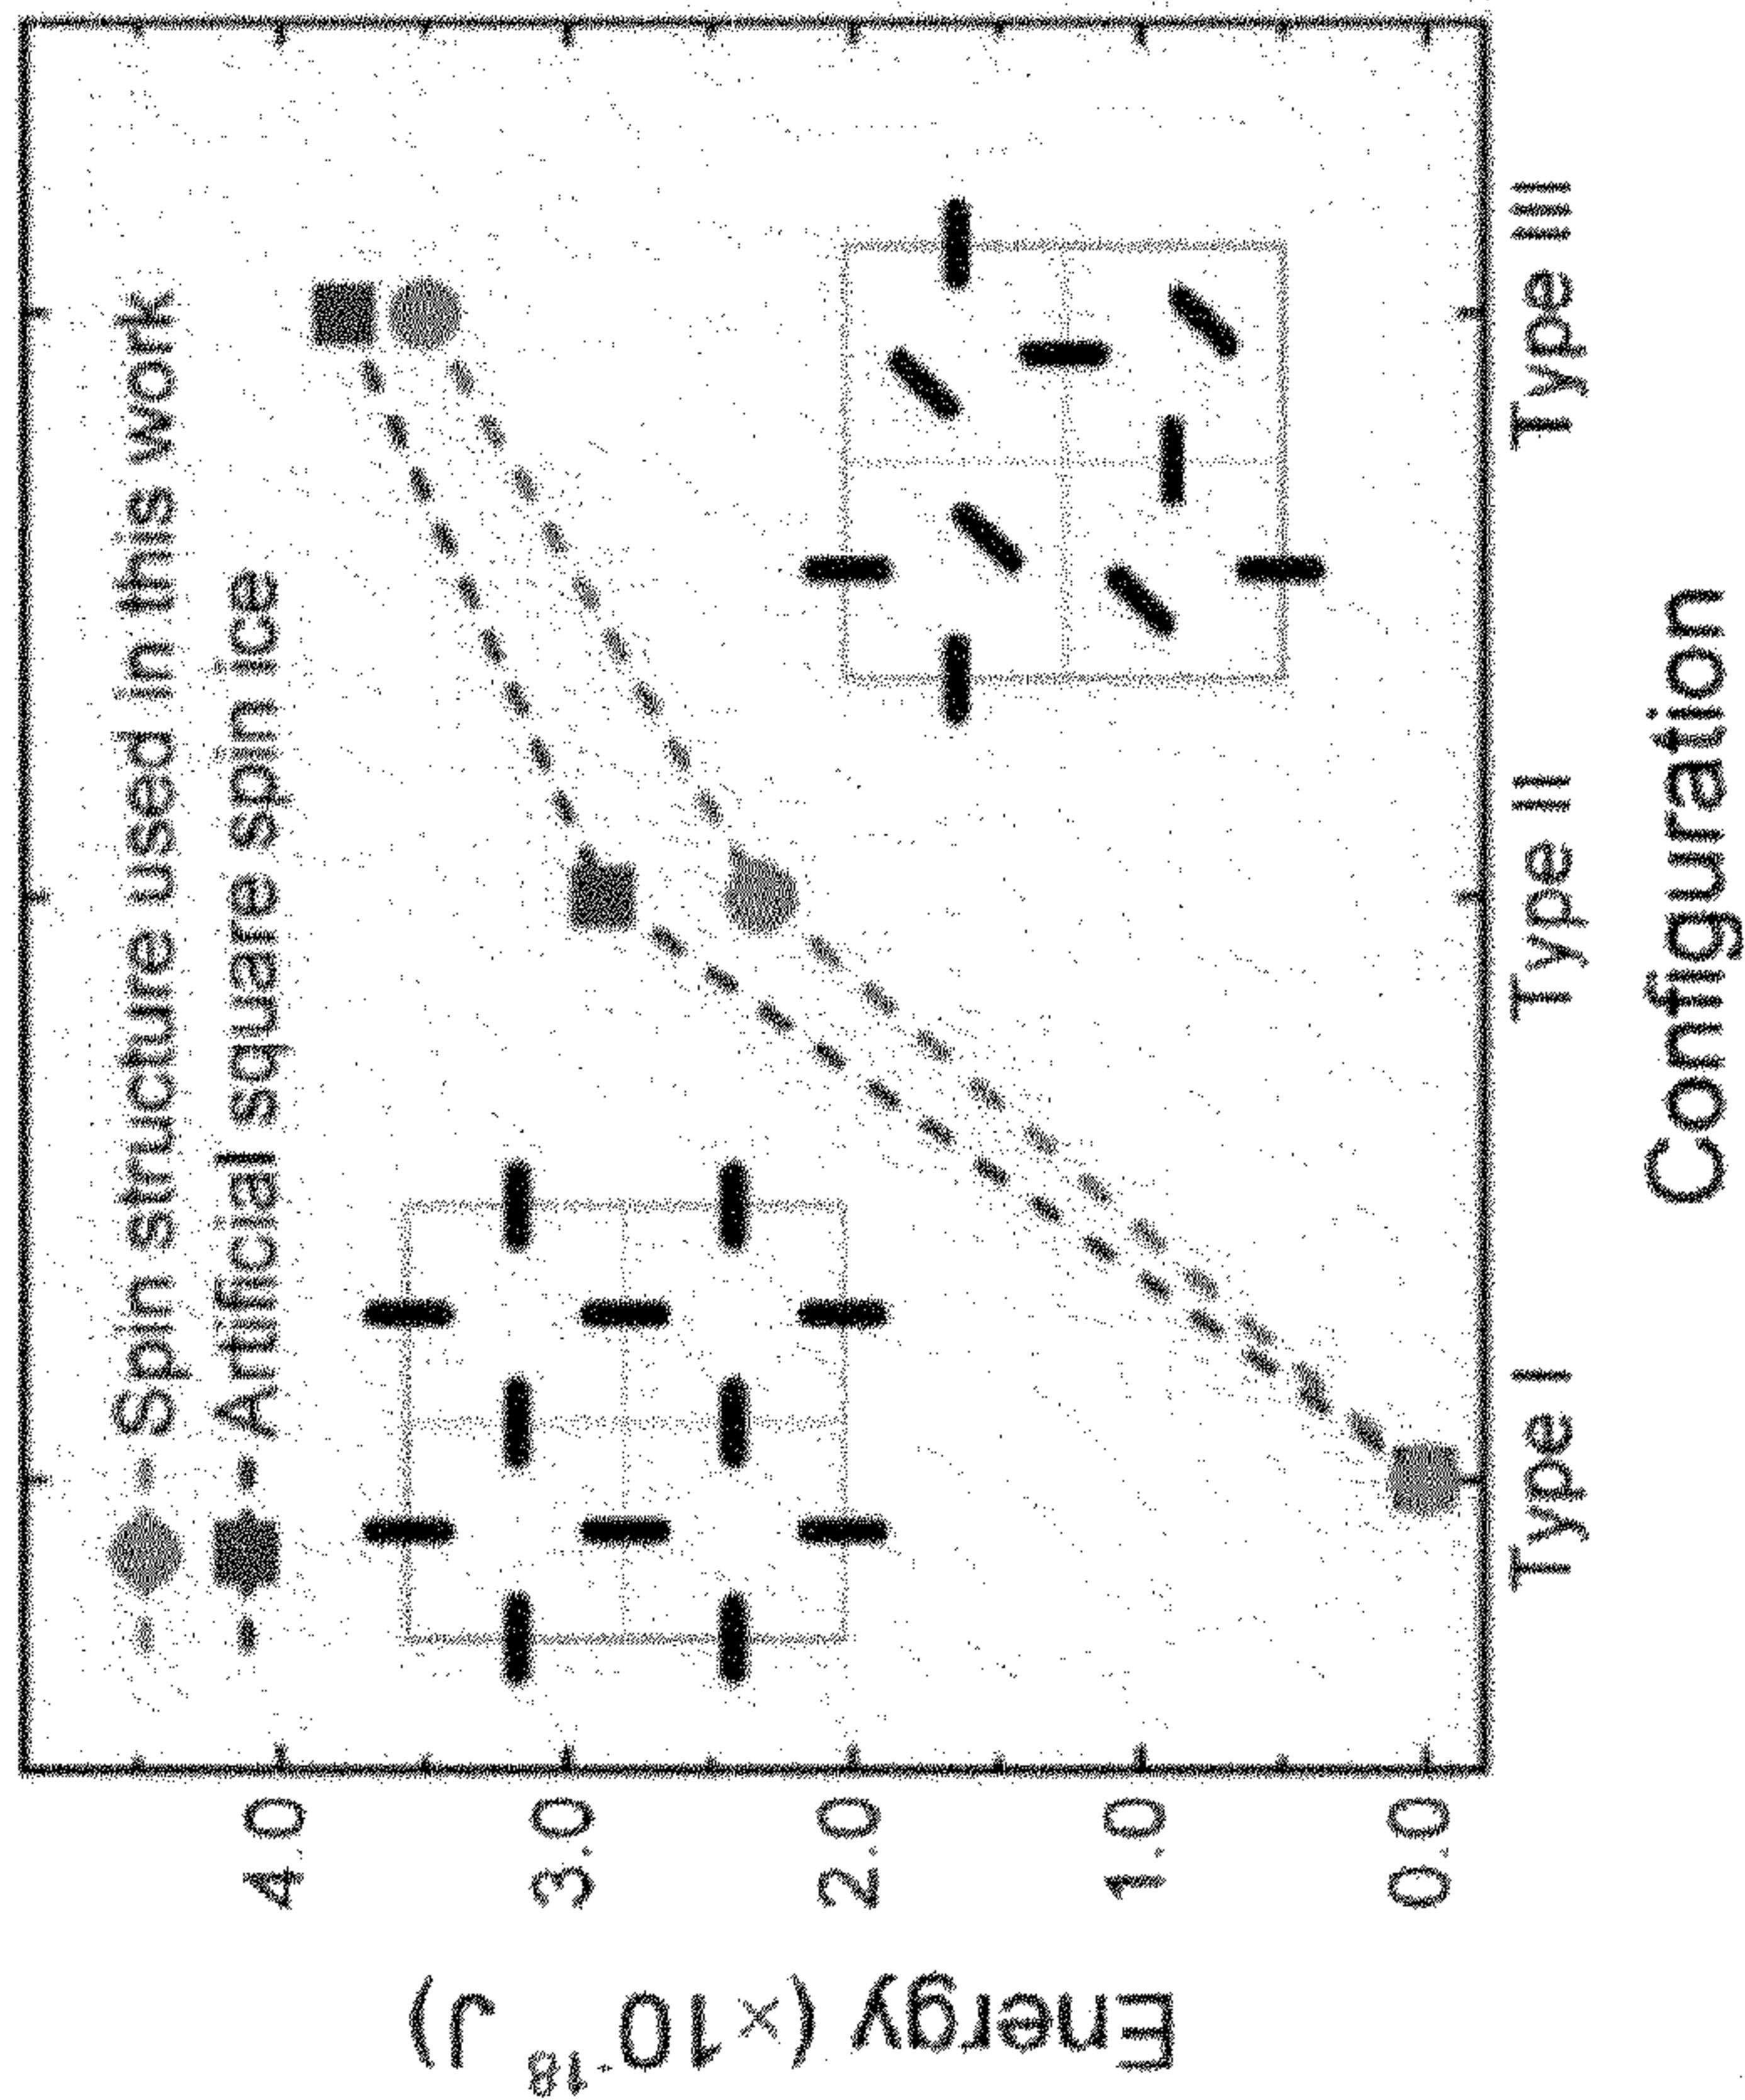 Spin structure used in this work
Artificial square spin ice
4.0
3.0
2.0
1.0
0.0
Energy (×10⁻¹⁸ J)
Type I
Type II
Type III
Configuration